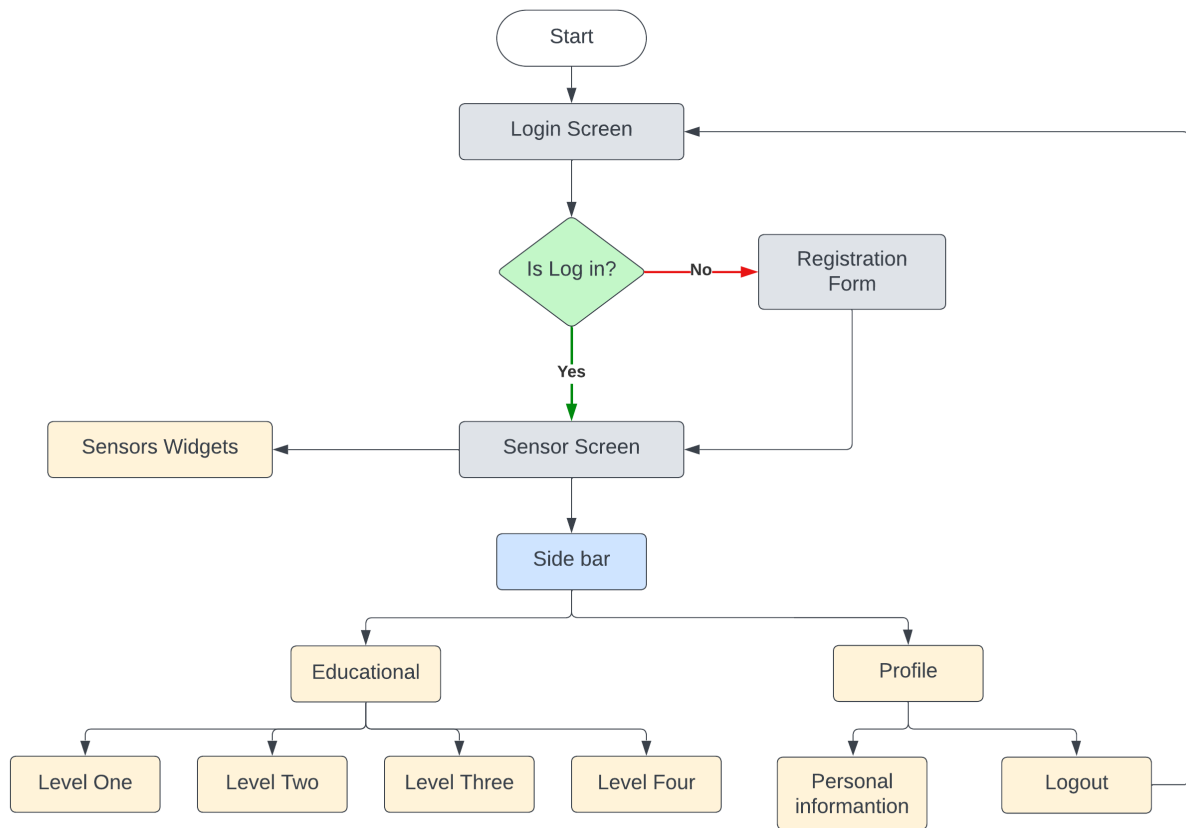 Start
Login Screen
Is Log in?
No
Registration
Form
Yes
Sensors Widgets
Sensor Screen
Side bar
Educational
Profile
Level One
Level Two
Level Three
Level Four
Personal
informantion
Logout